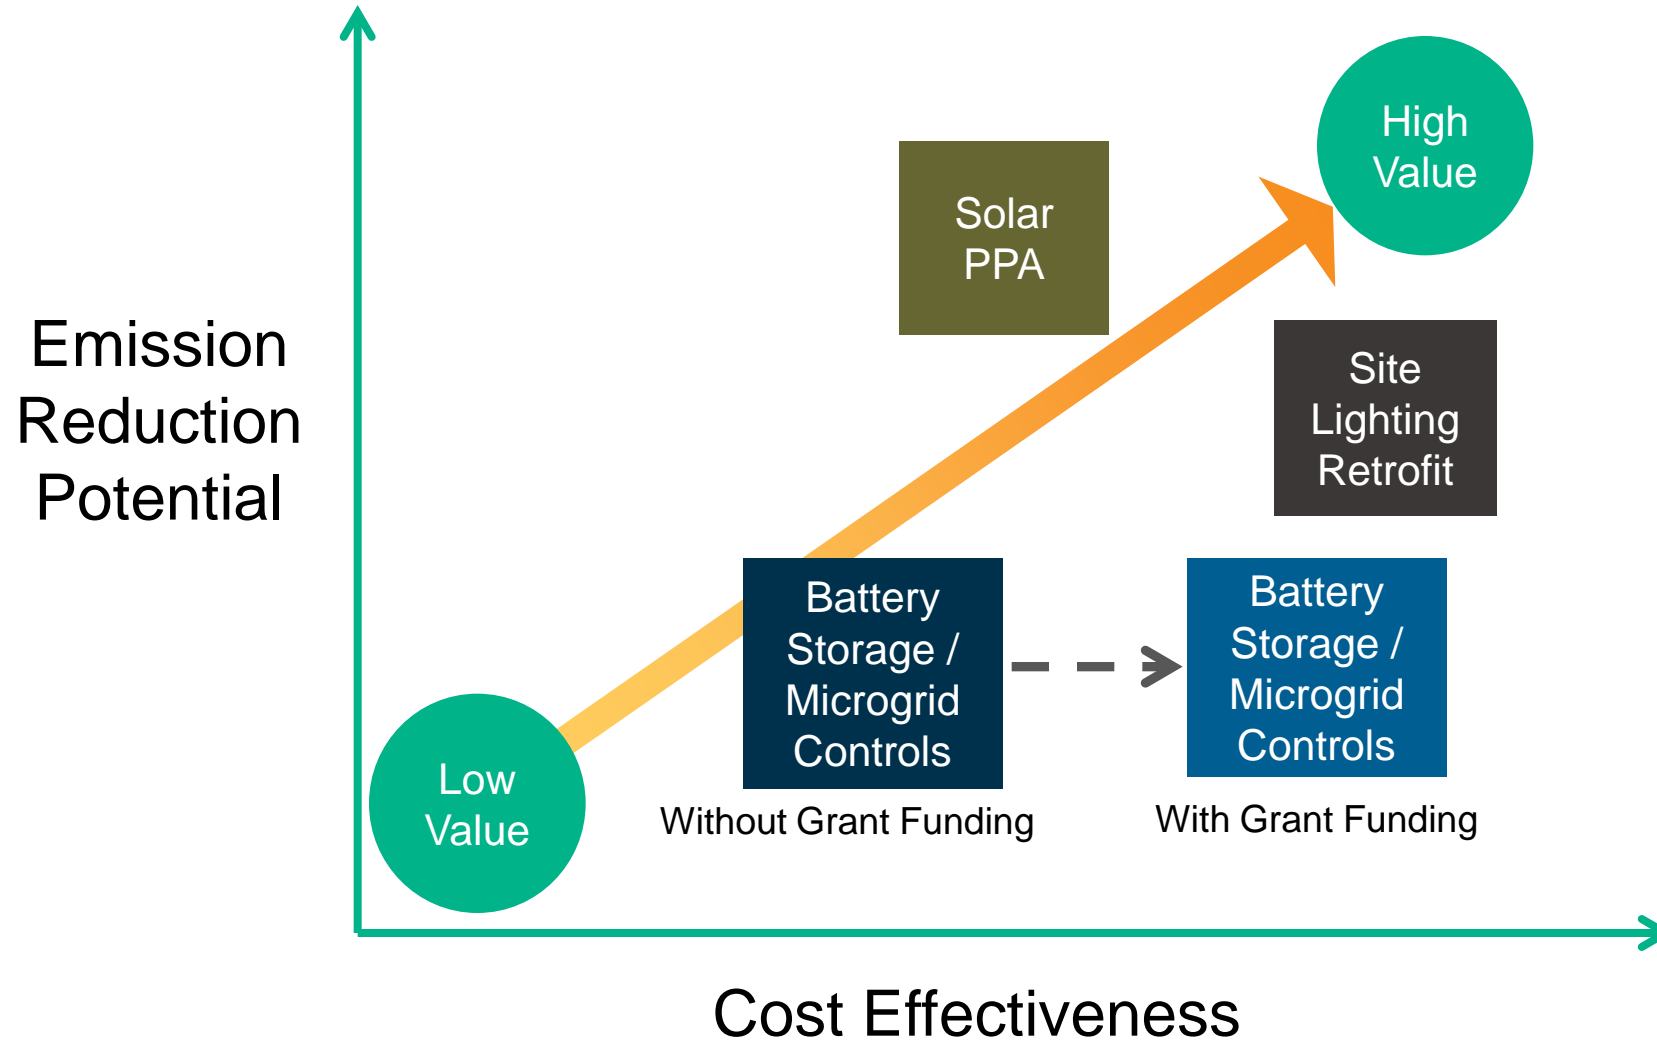 Emission
Reduction
Potential
High
Value
Solar
PPA
Site
Lighting
Retrofit
Battery
Storage /
Microgrid
Controls
Without Grant Funding
Battery
Storage /
Microgrid
Controls
With Grant Funding
Low
Value
Cost Effectiveness